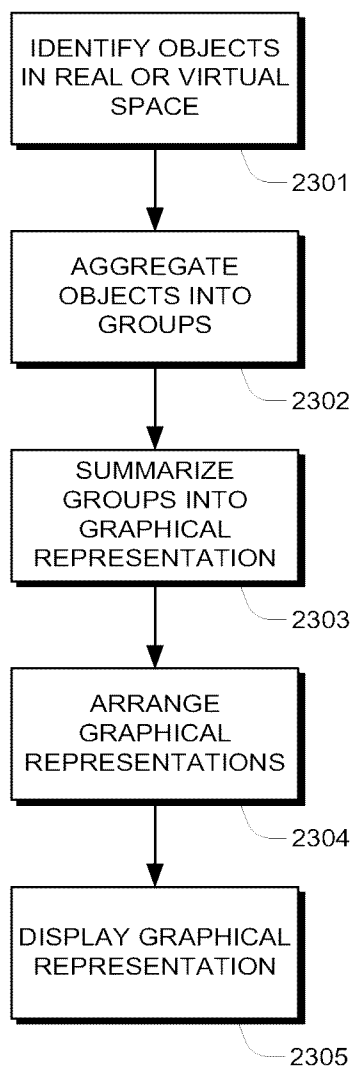 IDENTIFY OBJECTS
IN REAL OR VIRTUAL
SPACE
2301
AGGREGATE
OBJECTS INTO
GROUPS
2302
SUMMARIZE
GROUPS INTO
GRAPHICAL
REPRESENTATION
2303
ARRANGE
GRAPHICAL
REPRESENTATIONS
2304
DISPLAY GRAPHICAL
REPRESENTATION
2305